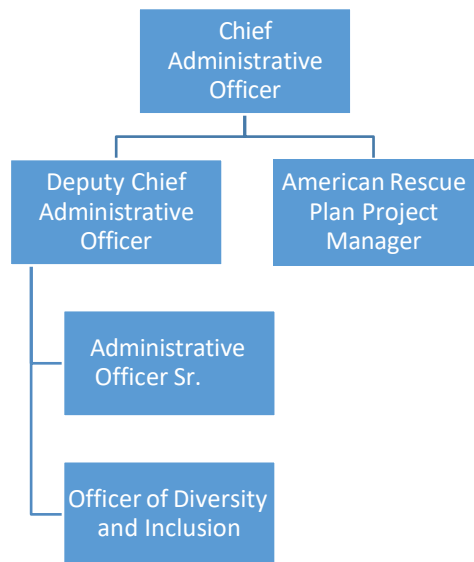 Chief
Administrative
Officer
Deputy Chief
Administrative
Officer
American Rescue
Plan Project
Manager
Administrative
Officer Sr.
Officer of Diversity
and Inclusion